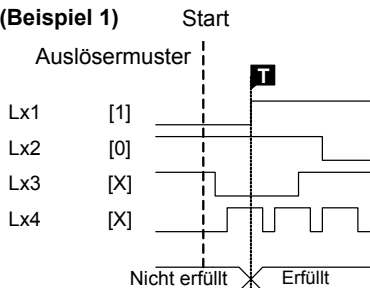 (Beispiel 1) Start
Auslösermuster
T
Lx1 [1]
Lx2 [0]
Lx3 [X]
Lx4 [X]
Nicht erfüllt Erfüllt